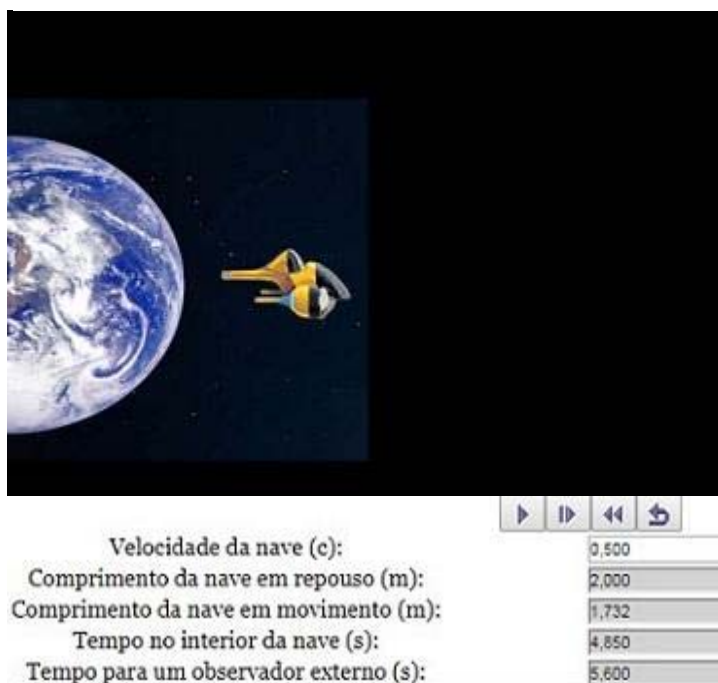 Velocidade da nave (c): 0,500
Comprimento da nave em repouso (m): 2,000
Comprimento da nave em movimento (m): 1,732
Tempo no interior da nave (s): 4,850
Tempo para um observador externo (s): 5,600